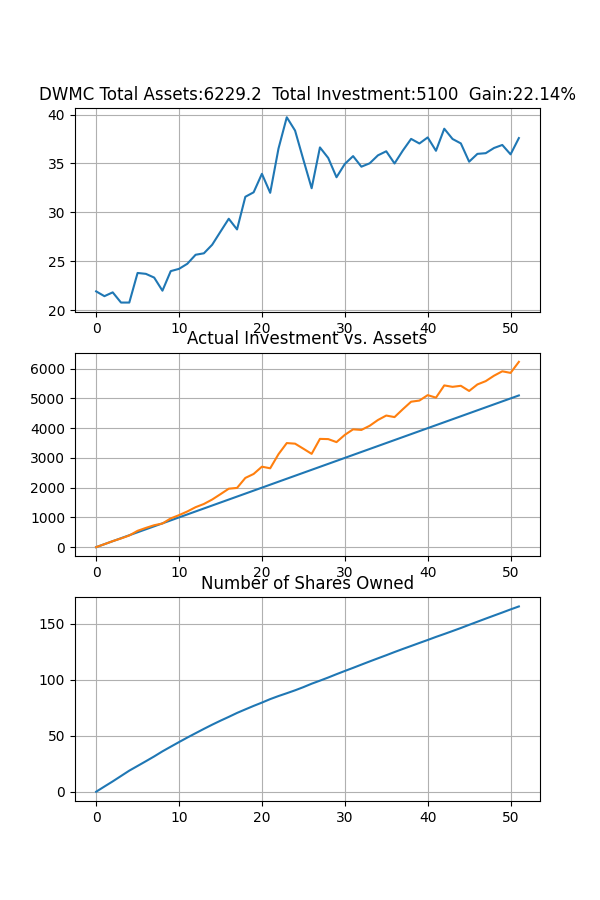 DWMC Total Assets:6229.2  Total Investment:5100  Gain:22.14%
40
35
30
25
20
0 10 20 30 40 50
Actual Investment vs. Assets
6000
5000
4000
3000
2000
1000
0
0 10 20 30 40 50
Number of Shares Owned
150
100
50
0
0 10 20 30 40 50